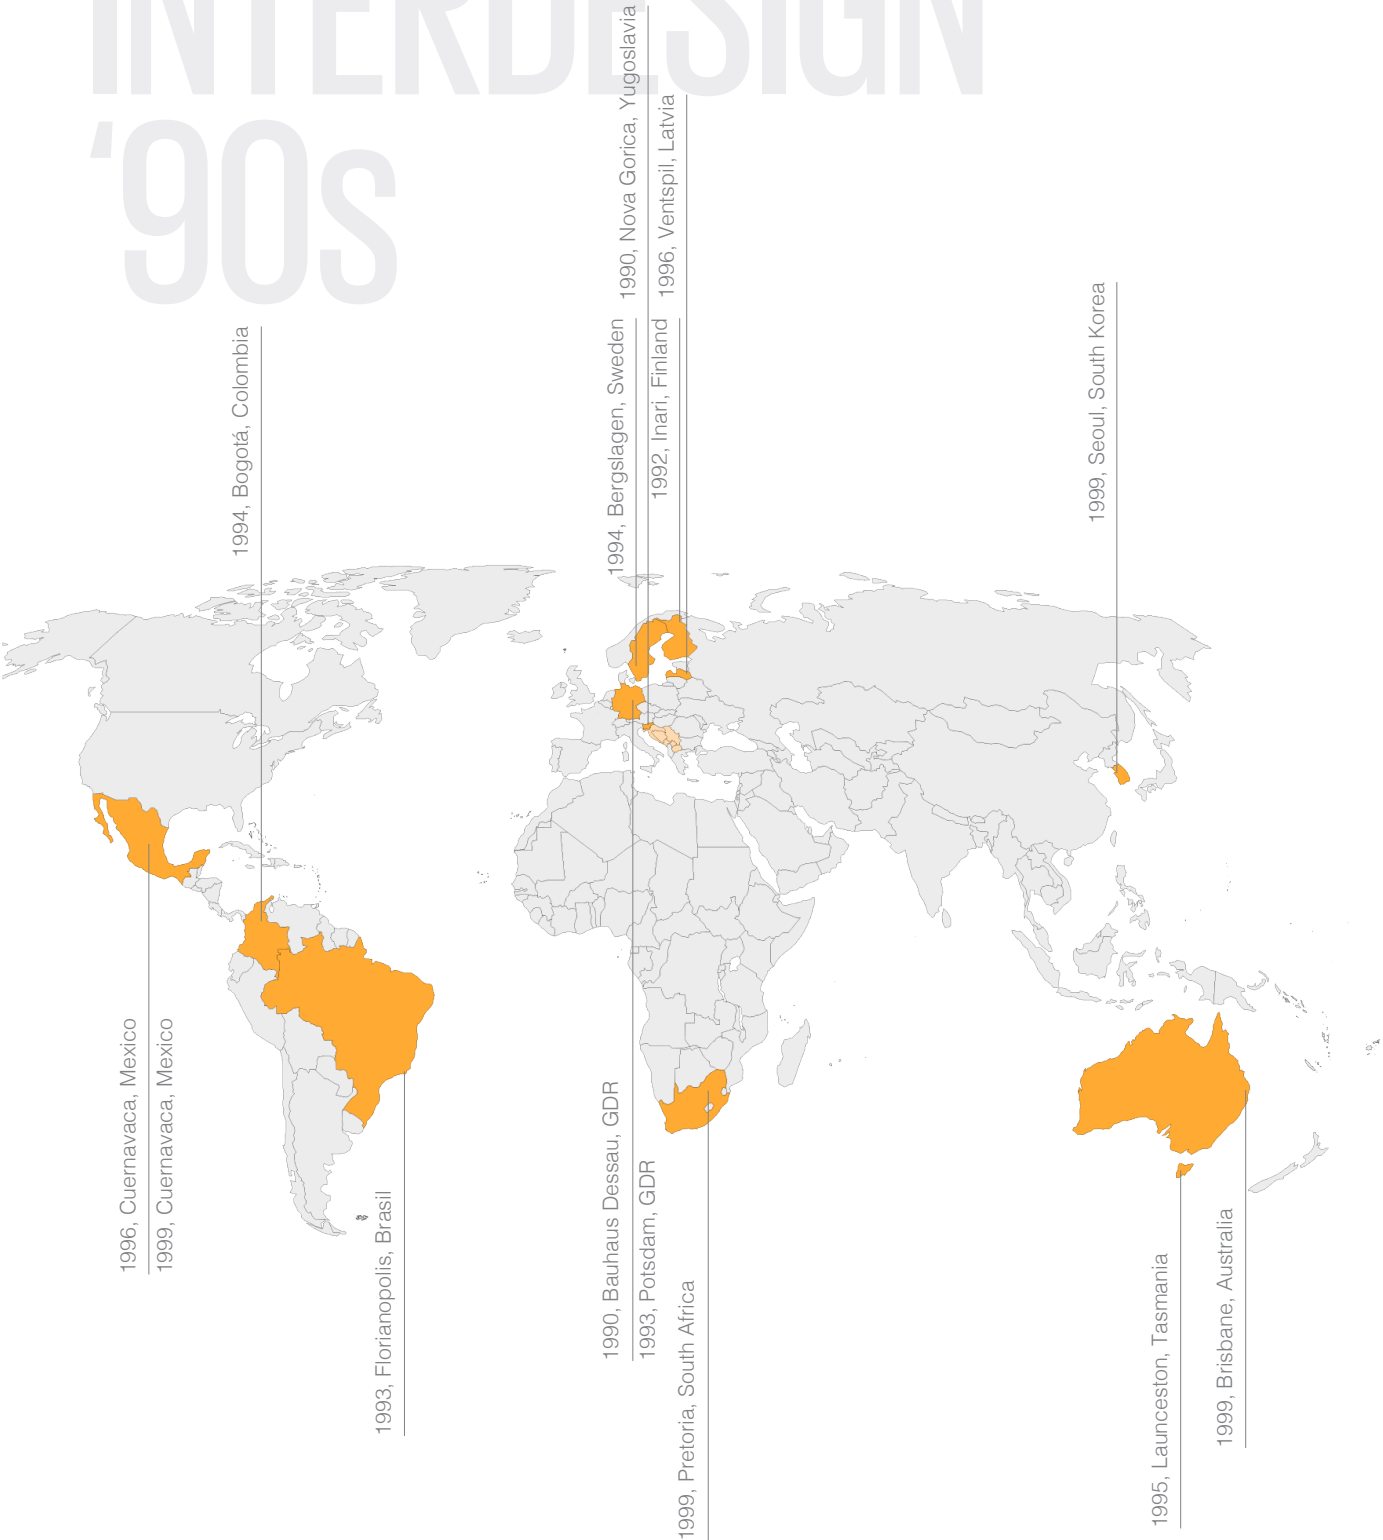 INTERDESIGN
‘90s
1990, Nova Gorica, Yugoslavia
1996, Ventspil, Latvia
1999, Seoul, South Korea
1994, Bogotá, Colombia
1994, Bergslagen, Sweden
1992, Inari, Finland
1996, Cuernavaca, Mexico
1999, Cuernavaca, Mexico
1993, Florianopolis, Brasil
1990, Bauhaus Dessau, GDR
1993, Potsdam, GDR
1999, Pretoria, South Africa
1995, Launceston, Tasmania
1999, Brisbane, Australia